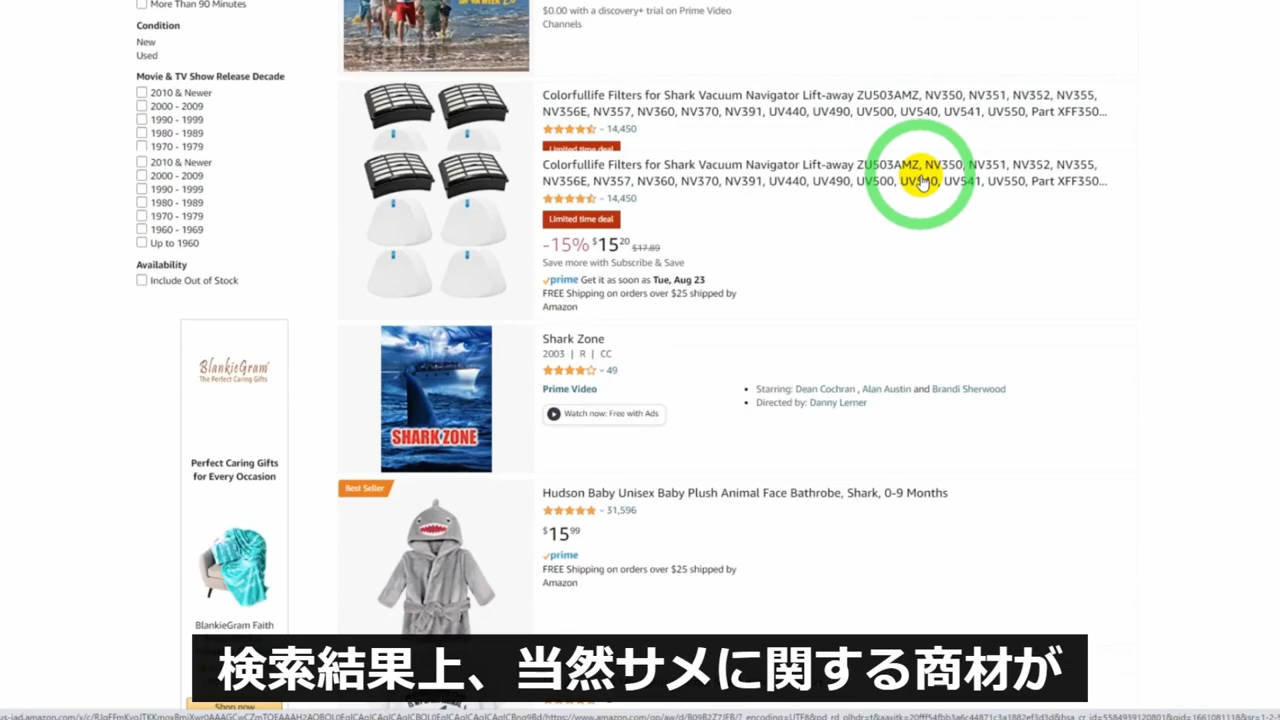 More Than 90 Minutes
Condition
New
Used
Movie & TV Show Release Decade
2010 & Newer
2000 - 2009
1990 - 1999
1980 - 1989
1970 - 1979
2010 & Newer
2000 - 2009
1990 - 1999
1980 - 1989
1970 - 1979
1960 - 1969
Up to 1960
Availability
Include Out of Stock
BlankieGram
The Perfect Caring Gifts
Perfect Caring Gifts
for Every Occasion
BlankieGram Faith
Shop now
$0.00 with a discovery+ trial on Prime Video
Channels
Colorfullife Filters for Shark Vacuum Navigator Lift-away ZU503AMZ, NV350, NV351, NV352, NV355,
NV356E, NV357, NV360, NV370, NV391, UV440, UV490, UV500, UV540, UV541, UV550, Part XFF350...
14,450
Limited time deal
Colorfullife Filters for Shark Vacuum Navigator Lift-away ZU503AMZ, NV350, NV351, NV352, NV355,
NV356E, NV357, NV360, NV370, NV391, UV440, UV490, UV500, UV540, UV541, UV550, Part XFF350...
14,450
Limited time deal
-15% $1520 $17.89
Save more with Subscribe & Save
prime Get it as soon as Tue, Aug 23
FREE Shipping on orders over $25 shipped by
Amazon
SHARK ZONE
Shark Zone
2003 | R | CC
49
Prime Video
Watch now: Free with Ads
Starring: Dean Cochran , Alan Austin and Brandi Sherwood
Directed by: Danny Lerner
Best Seller
Hudson Baby Unisex Baby Plush Animal Face Bathrobe, Shark, 0-9 Months
31,596
$1599
prime
FREE Shipping on orders over $25 shipped by
Amazon
検索結果上、当然サメに関する商材が